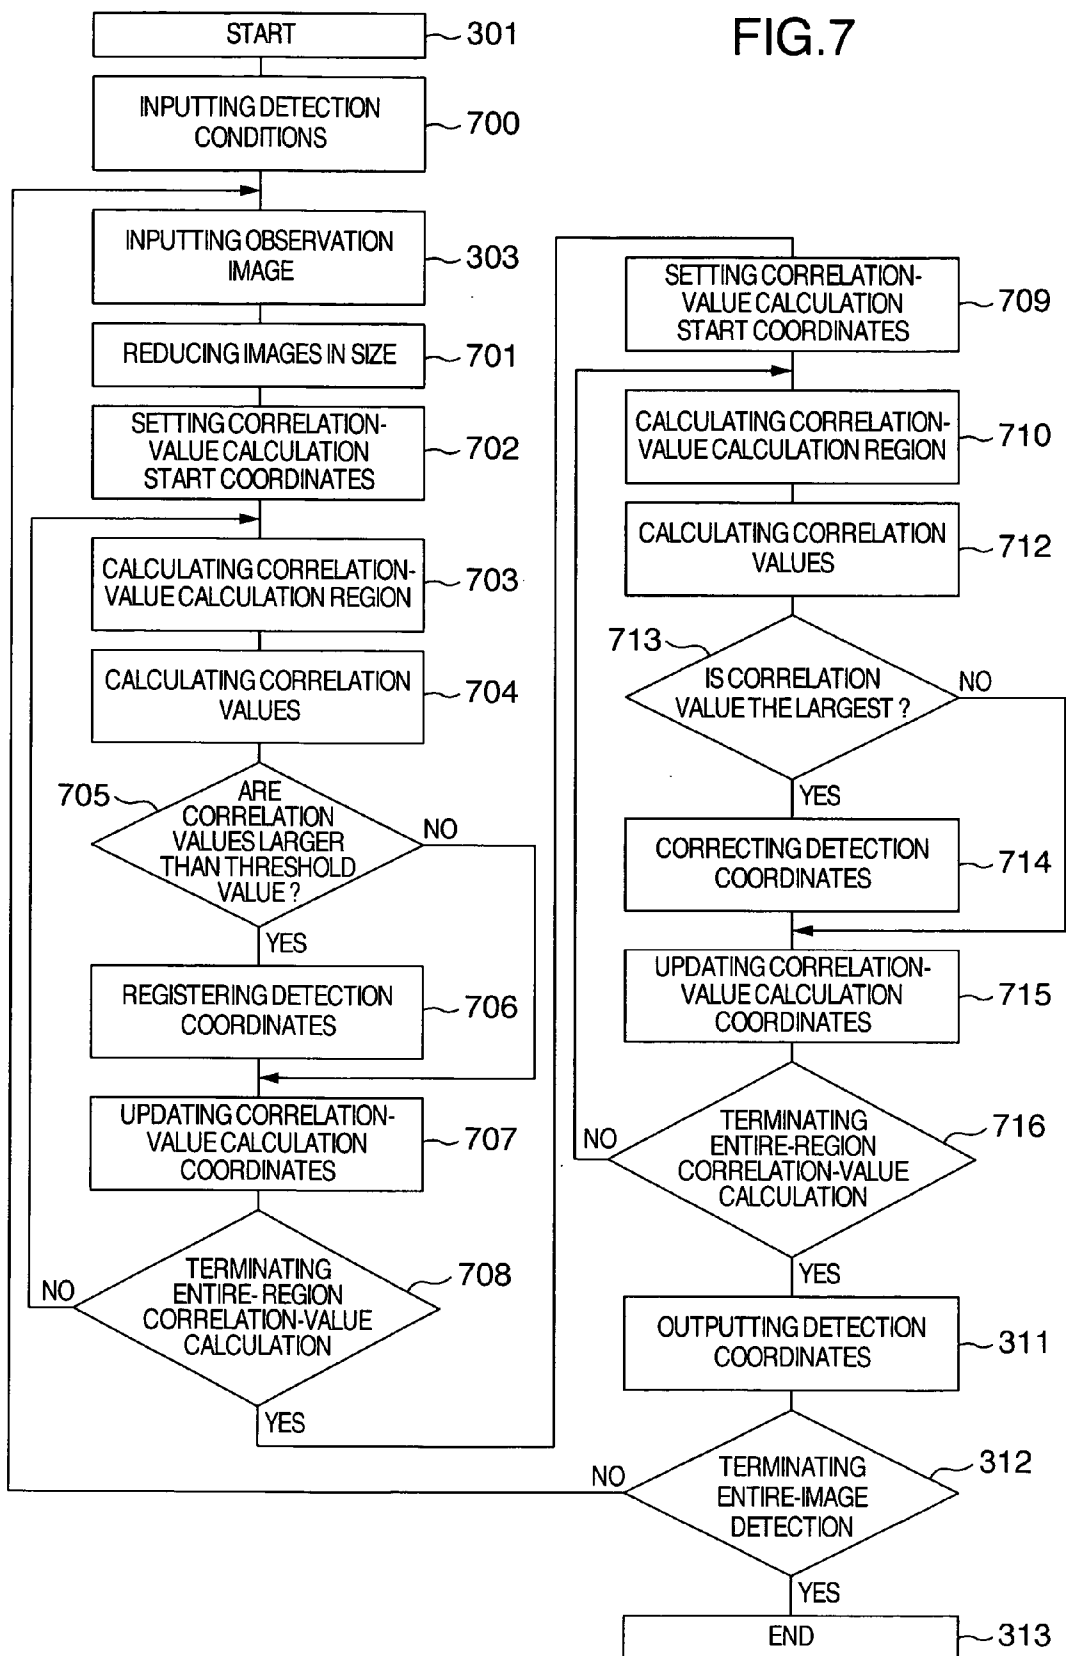 FIG.7
START
301
INPUTTING DETECTION
CONDITIONS
700
INPUTTING OBSERVATION
IMAGE
303
REDUCING IMAGES IN SIZE
701
SETTING CORRELATION-
VALUE CALCULATION
START COORDINATES
702
CALCULATING CORRELATION-
VALUE CALCULATION REGION
703
CALCULATING CORRELATION
VALUES
704
705
ARE
CORRELATION
VALUES LARGER
THAN THRESHOLD
VALUE ?
NO
YES
REGISTERING DETECTION
COORDINATES
706
UPDATING CORRELATION-
VALUE CALCULATION
COORDINATES
707
TERMINATING
ENTIRE- REGION
CORRELATION-VALUE
CALCULATION
708
NO
YES
SETTING CORRELATION-
VALUE CALCULATION
START COORDINATES
709
CALCULATING CORRELATION-
VALUE CALCULATION REGION
710
CALCULATING CORRELATION
VALUES
712
713
IS CORRELATION
VALUE THE LARGEST ?
NO
YES
CORRECTING DETECTION
COORDINATES
714
UPDATING CORRELATION-
VALUE CALCULATION
COORDINATES
715
TERMINATING
ENTIRE-REGION
CORRELATION-VALUE
CALCULATION
716
NO
YES
OUTPUTTING DETECTION
COORDINATES
311
TERMINATING
ENTIRE-IMAGE
DETECTION
312
NO
YES
END
313